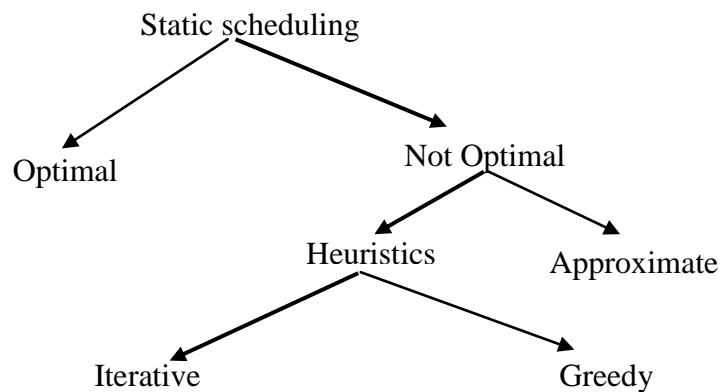 Static scheduling
Optimal
Not Optimal
Heuristics
Approximate
Iterative
Greedy